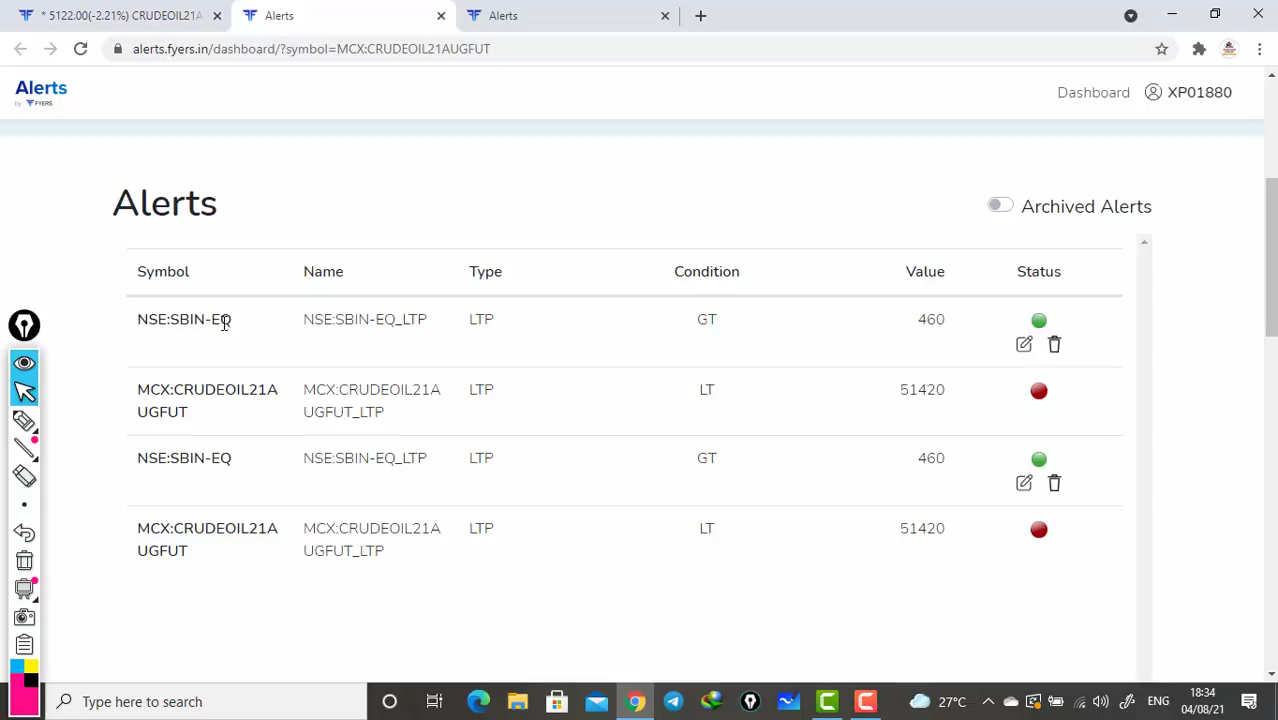 * 5122.00(-2.21%) CRUDEOIL21A
Alerts
Alerts
alerts.fyers.in/dashboard/?symbol=MCX:CRUDEOIL21AUGFUT
Alerts
by FYERS
Dashboard XP01880
Alerts
Archived Alerts
Symbol Name Type Condition Value Status
NSE:SBIN-EQ NSE:SBIN-EQ_LTP LTP GT 460
MCX:CRUDEOIL21A MCX:CRUDEOIL21A LTP LT 51420
UGFUT UGFUT_LTP
NSE:SBIN-EQ NSE:SBIN-EQ_LTP LTP GT 460
MCX:CRUDEOIL21A MCX:CRUDEOIL21A LTP LT 51420
UGFUT UGFUT_LTP
Type here to search
27°C
ENG
18:34
04/08/21